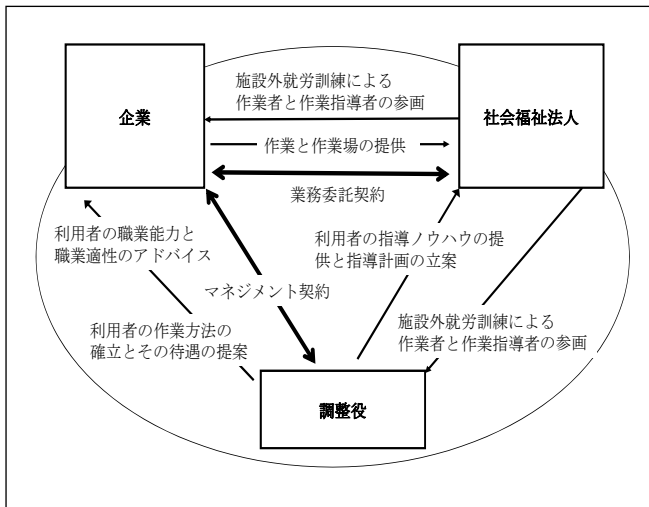 施設外就労訓練による
作業者と作業指導者の参画
企業
社会福祉法人
作業と作業場の提供
業務委託契約
利用者の職業能力と
職業適性のアドバイス
利用者の指導ノウハウの提
供と指導計画の立案
マネジメント契約
利用者の作業方法の
確立とその待遇の提案
施設外就労訓練による
作業者と作業指導者の参画
調整役